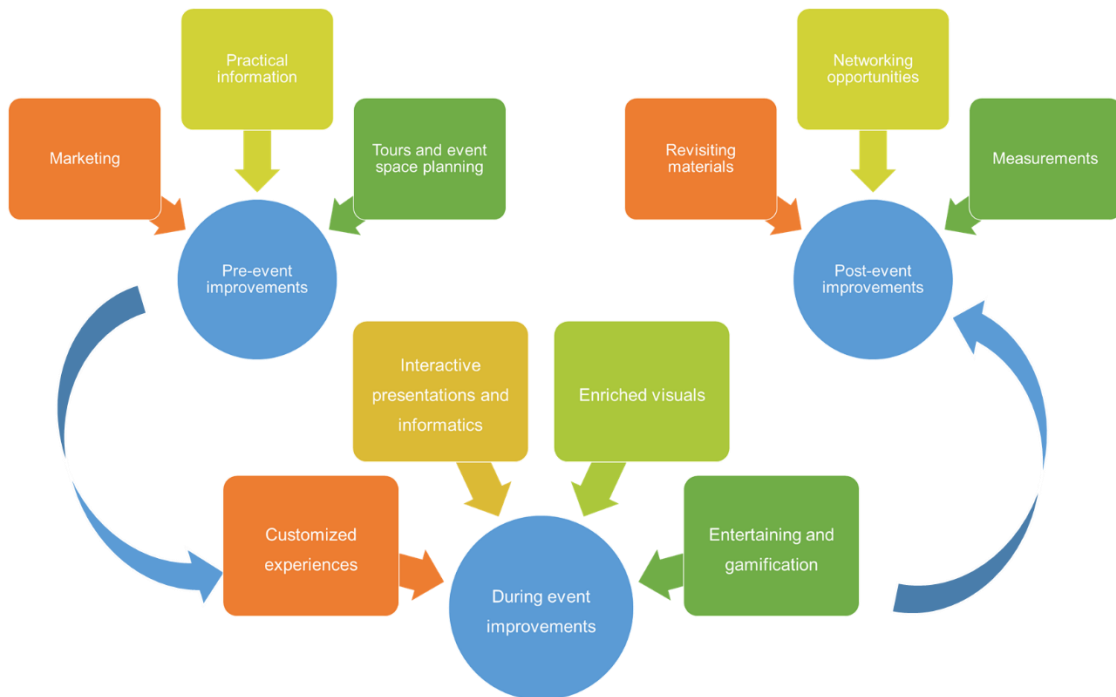 Practical
information
Marketing
Tours and event
space planning
Pre-event
improvements
Networking
opportunities
Revisiting
materials
Measurements
Post-event
improvements
Interactive
presentations and
informatics
Enriched visuals
Customized
experiences
Entertaining and
gamification
During event
improvements